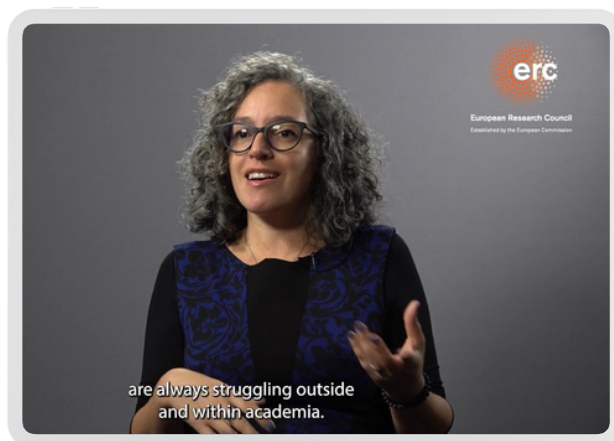 erc
European Research Council
Established by the European Commission
are always struggling outside
and within academia.